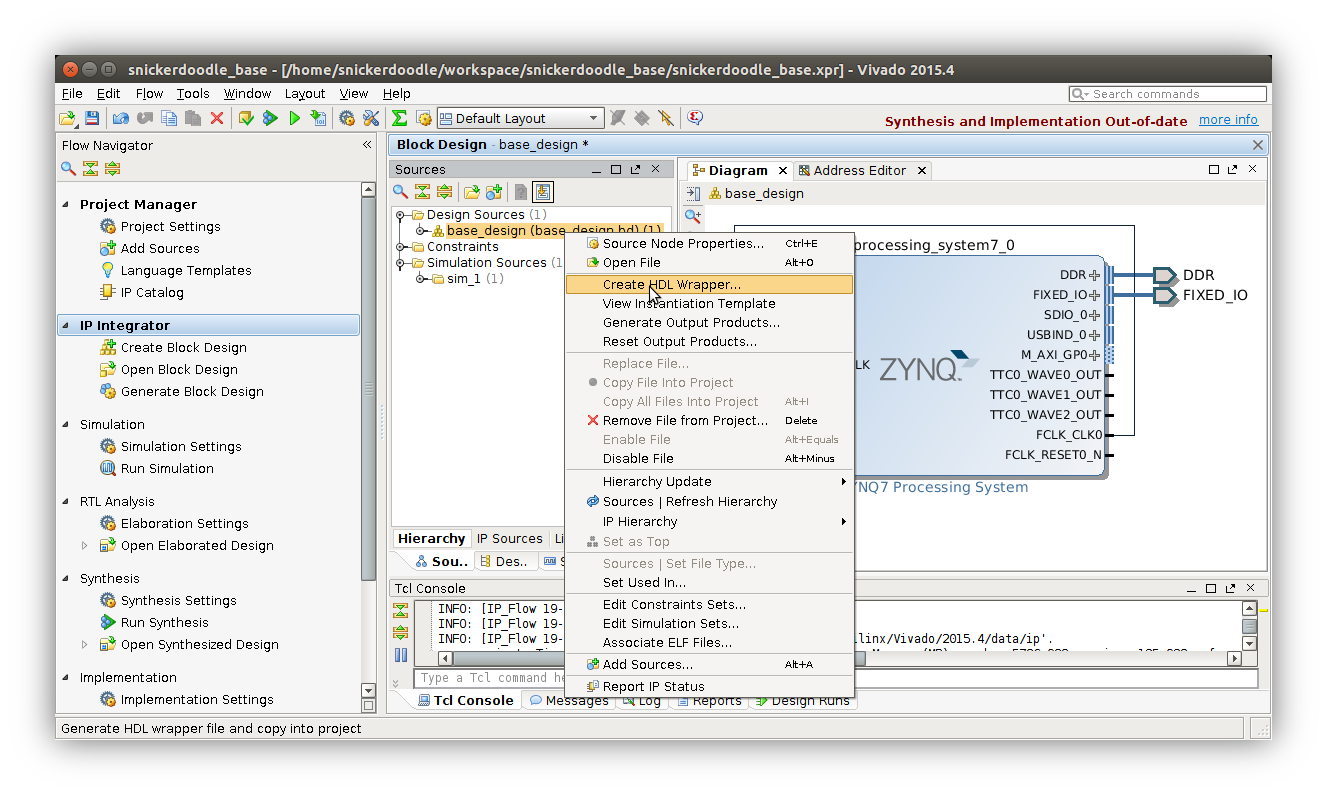 snickerdoodle_base - [/home/snickerdoodle/workspace/snickerdoodle_base/snickerdoodle_base.xpr] - Vivado 2015.4
File Edit Flow Tools Window Layout View Help
Search commands
Default Layout
Synthesis and Implementation Out-of-date more info
Flow Navigator
Project Manager
Project Settings
Add Sources
Language Templates
IP Catalog
IP Integrator
Create Block Design
Open Block Design
Generate Block Design
Simulation
Simulation Settings
Run Simulation
RTL Analysis
Elaboration Settings
Open Elaborated Design
Synthesis
Synthesis Settings
Run Synthesis
Open Synthesized Design
Implementation
Implementation Settings
Block Design - base_design *
Sources
Design Sources (1)
base_design (base_design.bd) (1)
Constraints
Simulation Sources (1
sim_1 (1)
Hierarchy IP Sources Li
Sou.. Des.. S
Source Node Properties... Ctrl+E
Open File Alt+O
Create HDL Wrapper...
View Instantiation Template
Generate Output Products...
Reset Output Products...
Replace File...
Copy File Into Project
Copy All Files Into Project Alt+I
Remove File from Project... Delete
Enable File Alt+Equals
Disable File Alt+Minus
Hierarchy Update
Sources | Refresh Hierarchy
IP Hierarchy
Set as Top
Sources | Set File Type...
Set Used In...
Edit Constraints Sets...
Edit Simulation Sets...
Associate ELF Files...
Add Sources... Alt+A
Report IP Status
Diagram Address Editor
base_design
processing_system7_0
DDR
FIXED_IO
SDIO_0
USBIND_0
M_AXI_GP0
TTC0_WAVE0_OUT
TTC0_WAVE1_OUT
TTC0_WAVE2_OUT
FCLK_CLK0
FCLK_RESET0_N
LK ZYNQ
DDR
FIXED_IO
YNQ7 Processing System
Tcl Console
INFO: [IP_Flow 19-
INFO: [IP_Flow 19-
INFO: [IP_Flow 19- linx/Vivado/2015.4/data/ip'.
Type a Tcl command he
Tcl Console Messages Log Reports Design Runs
Generate HDL wrapper file and copy into project